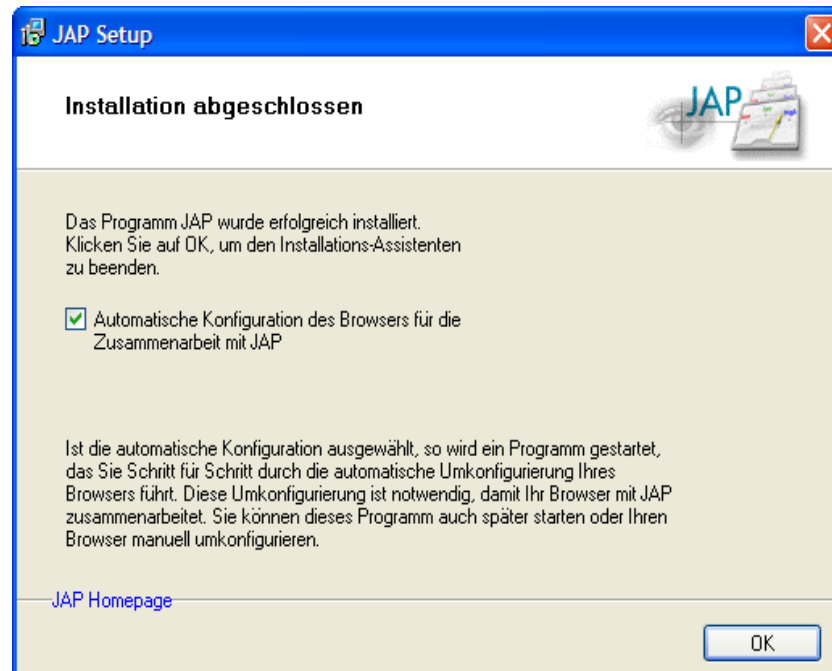 JAP Setup
Installation abgeschlossen
JAP
Das Programm JAP wurde erfolgreich installiert.
Klicken Sie auf OK, um den Installations-Assistenten
zu beenden.
Automatische Konfiguration des Browsers für die
Zusammenarbeit mit JAP
Ist die automatische Konfiguration ausgewählt, so wird ein Programm gestartet,
das Sie Schritt für Schritt durch die automatische Umkonfigurierung Ihres
Browsers führt. Diese Umkonfigurierung ist notwendig, damit Ihr Browser mit JAP
zusammenarbeitet. Sie können dieses Programm auch später starten oder Ihren
Browser manuell umkonfigurieren.
JAP Homepage
OK